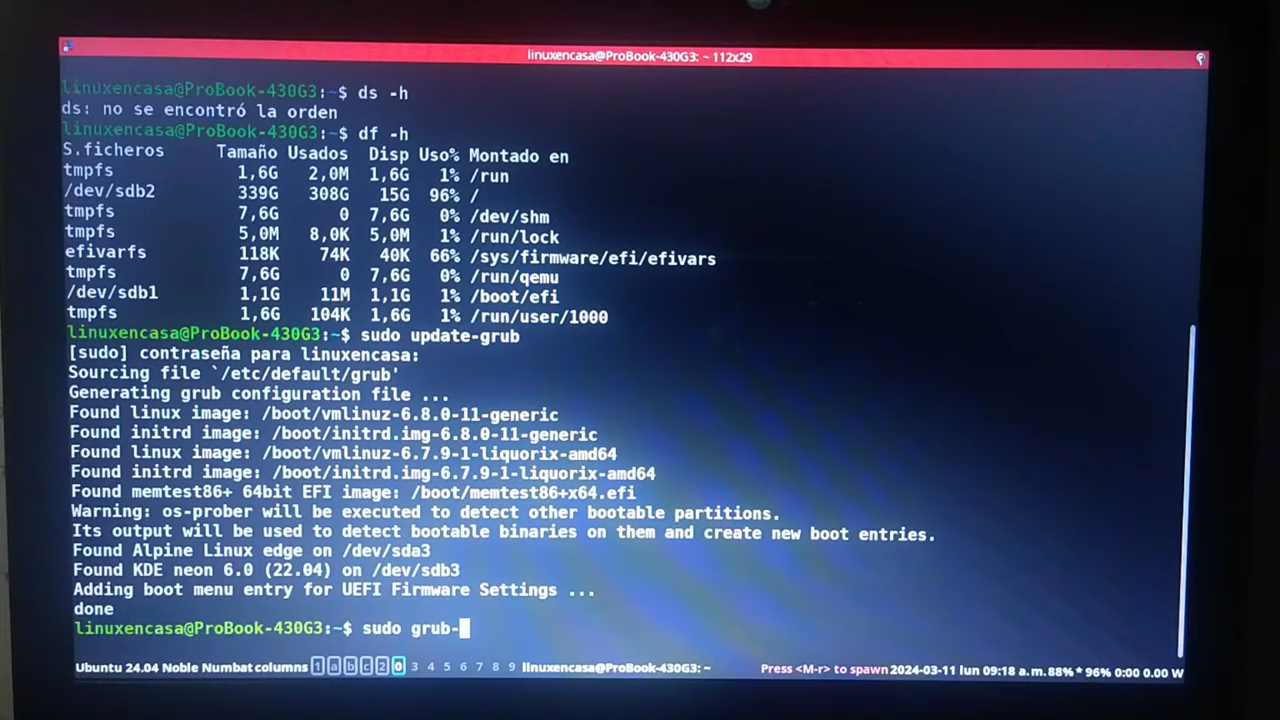 linuxencasa@ProBook-430G3: ~ 112x29
linuxencasa@ProBook-430G3:~$ ds -h
ds: no se encontró la orden
linuxencasa@ProBook-430G3:~$ df -h
S.ficheros     Tamaño Usados  Disp Uso% Montado en
tmpfs            1,6G   2,0M  1,6G   1% /run
/dev/sdb2        339G   308G   15G  96% /
tmpfs            7,6G      0  7,6G   0% /dev/shm
tmpfs            5,0M   8,0K  5,0M   1% /run/lock
efivarfs         118K    74K   40K  66% /sys/firmware/efi/efivars
tmpfs            7,6G      0  7,6G   0% /run/qemu
/dev/sdb1        1,1G    11M  1,1G   1% /boot/efi
tmpfs            1,6G   104K  1,6G   1% /run/user/1000
linuxencasa@ProBook-430G3:~$ sudo update-grub
[sudo] contraseña para linuxencasa:
Sourcing file `/etc/default/grub'
Generating grub configuration file ...
Found linux image: /boot/vmlinuz-6.8.0-11-generic
Found initrd image: /boot/initrd.img-6.8.0-11-generic
Found linux image: /boot/vmlinuz-6.7.9-1-liquorix-amd64
Found initrd image: /boot/initrd.img-6.7.9-1-liquorix-amd64
Found memtest86+ 64bit EFI image: /boot/memtest86+x64.efi
Warning: os-prober will be executed to detect other bootable partitions.
Its output will be used to detect bootable binaries on them and create new boot entries.
Found Alpine Linux edge on /dev/sda3
Found KDE neon 6.0 (22.04) on /dev/sdb3
Adding boot menu entry for UEFI Firmware Settings ...
done
linuxencasa@ProBook-430G3:~$ sudo grub-
Ubuntu 24.04 Noble Numbat columns 1 a b c 2 0 3 4 5 6 7 8 9 linuxencasa@ProBook-430G3: ~ Press <M-r> to spawn 2024-03-11 lun 09:18 a.m. 88% * 96% 0:00 0.00 W